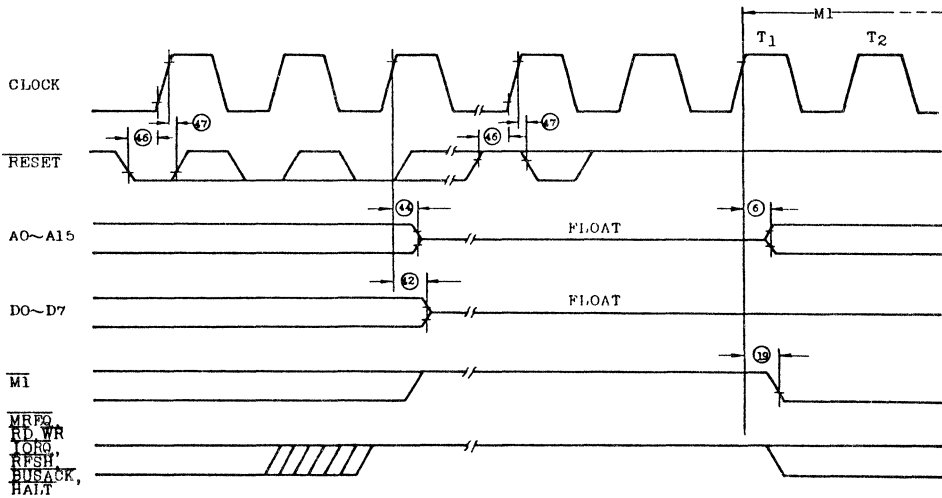 M1
T1 T2
CLOCK
46 47 46 47
RESET
44 6
A0~A15 FLOAT
42
D0~D7 FLOAT
19
M1
MREQ,
RD, WR
IORQ,
RFSH,
BUSACK,
HALT